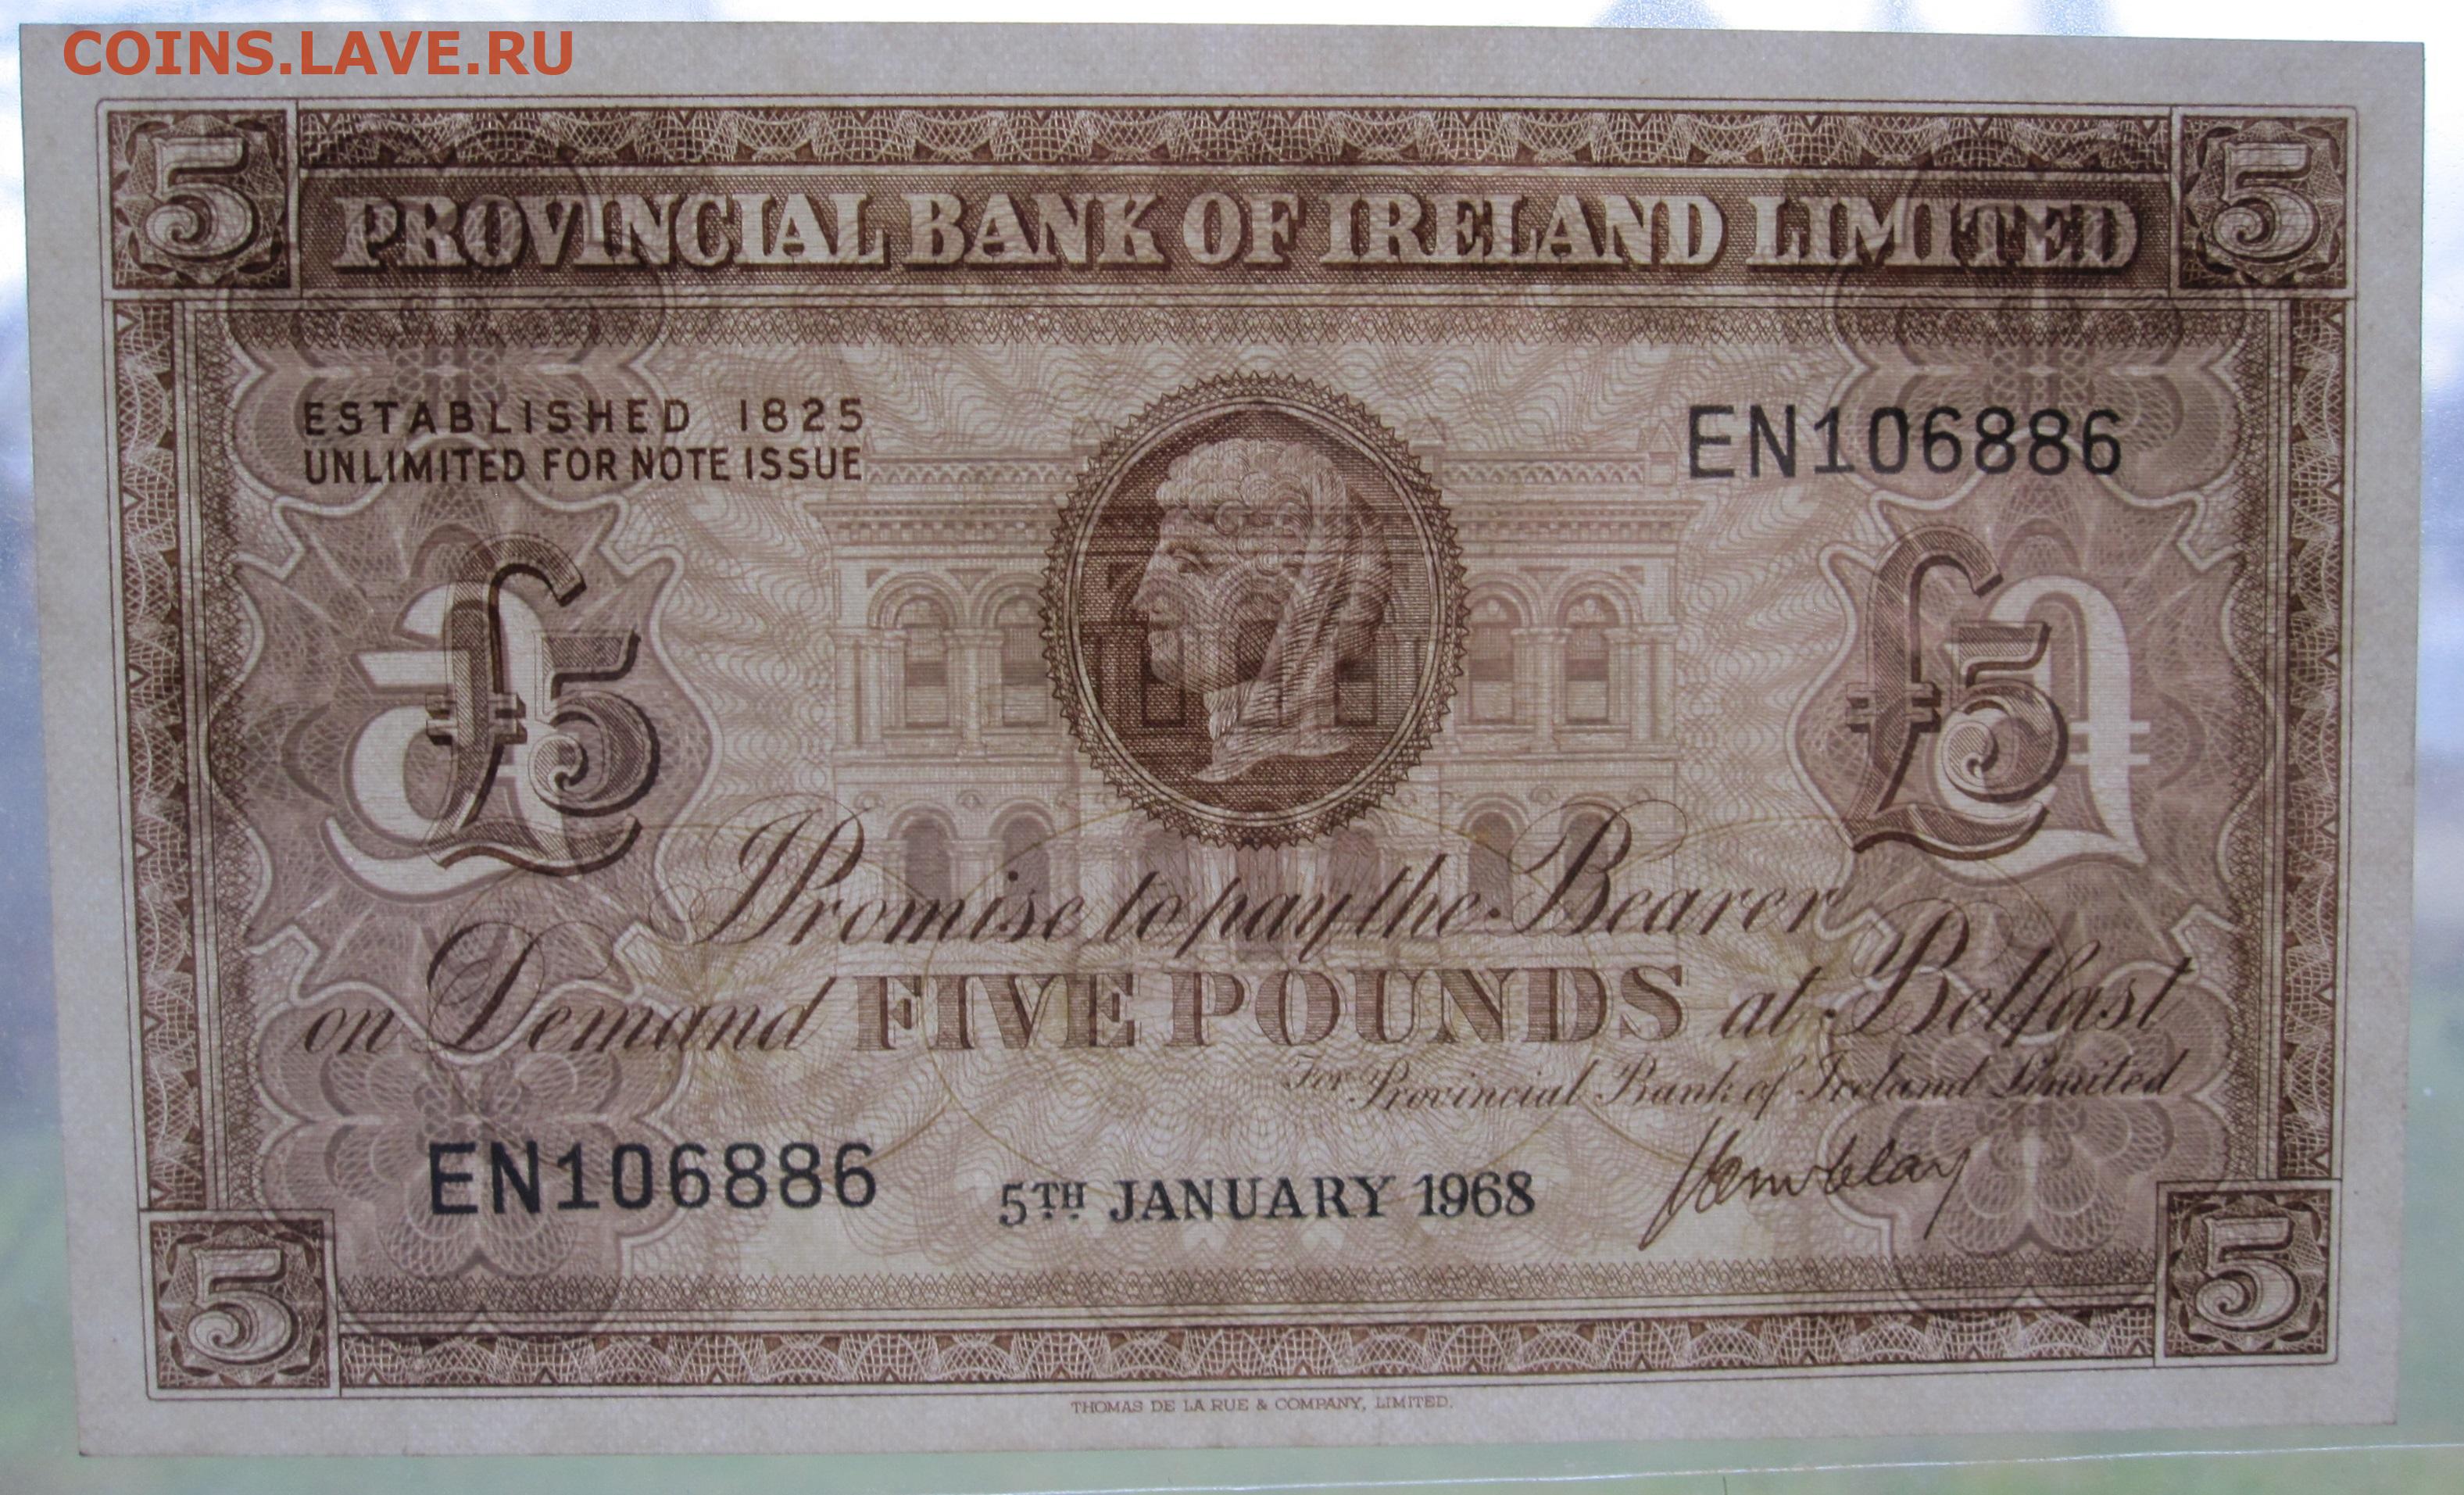 COINS.LAVE.RU
5 5
PROVINCIAL BANK OF IRELAND LIMITED
ESTABLISHED 1825
UNLIMITED FOR NOTE ISSUE
EN106886
£5 £5
Promise to pay the Bearer
on Demand FIVE POUNDS at Belfast
For Provincial Bank of Ireland Limited
EN106886
5TH JANUARY 1968
5 5
THOMAS DE LA RUE & COMPANY, LIMITED.